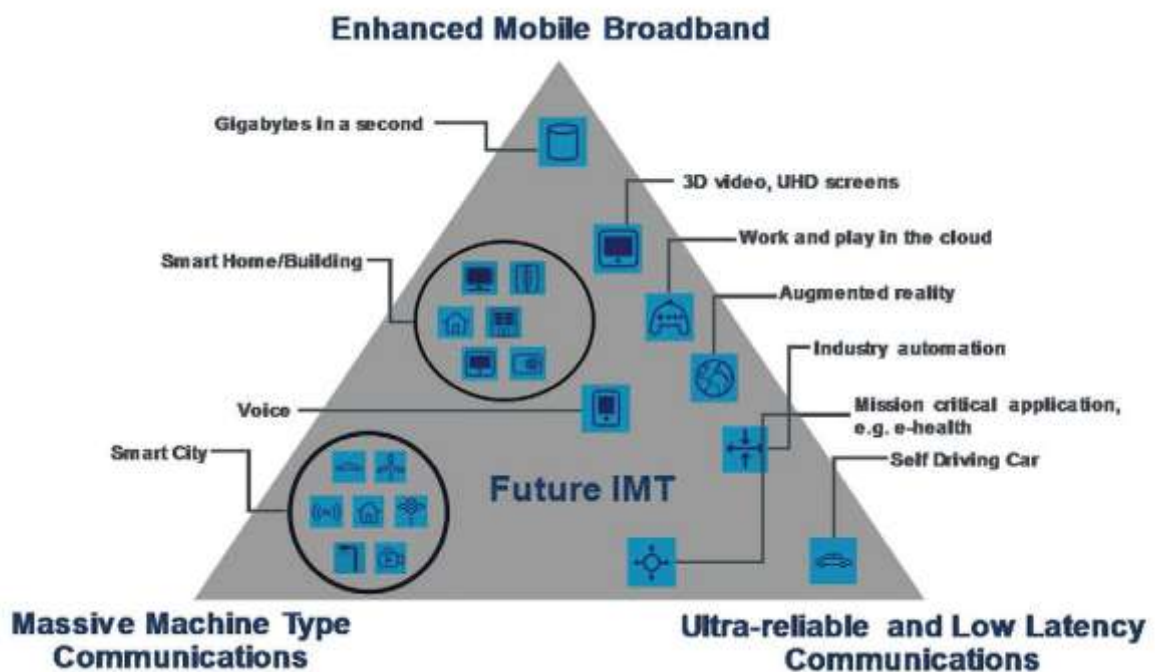 Enhanced Mobile Broadband
Gigabytes in a second
3D video, UHD screens
Work and play in the cloud
Smart Home/Building
Augmented reality
Industry automation
Voice
Mission critical application,
e.g. e-health
Smart City
Self Driving Car
Future IMT
Massive Machine Type
Communications
Ultra-reliable and Low Latency
Communications